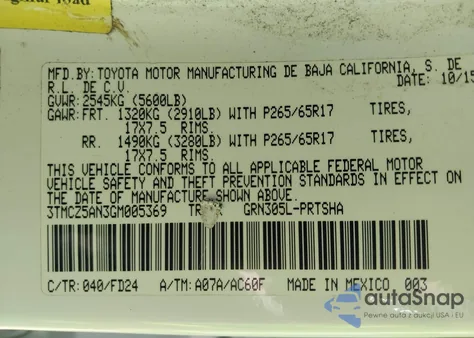 road
MFD.BY:TOYOTA MOTOR MANUFACTURING DE BAJA CALIFORNIA, S. DE
R.L. DE C.V. DATE: 10/15
GVWR:2545KG (5600LB)
GAWR:FRT. 1320KG (2910LB) WITH P265/65R17 TIRES,
17X7.5 RIMS.
RR. 1490KG (3280LB) WITH P265/65R17 TIRES,
17X7.5 RIMS.
THIS VEHICLE CONFORMS TO ALL APPLICABLE FEDERAL MOTOR
VEHICLE SAFETY AND THEFT PREVENTION STANDARDS IN EFFECT ON
THE DATE OF MANUFACTURE SHOWN ABOVE.
3TMCZ5AN3GM005369 TR GRN305L-PRTSHA
C/TR:040/FD24 A/TM:A07A/AC60F MADE IN MEXICO 003
autaSnap
Pewne auta z aukcji USA i EU